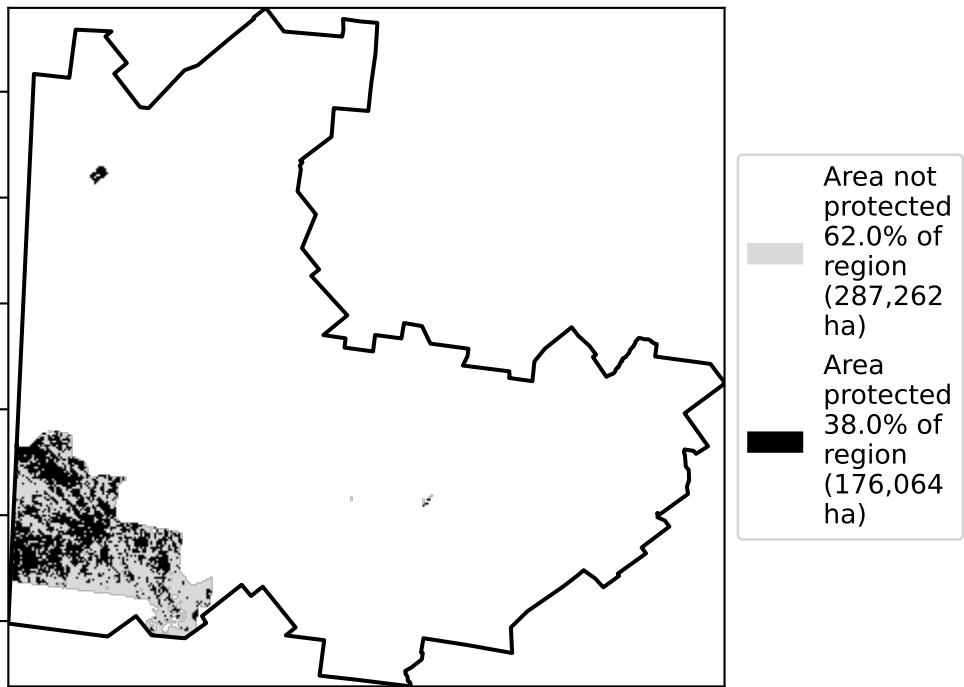 Area not
protected
62.0% of
region
(287,262
ha)
Area
protected
38.0% of
region
(176,064
ha)